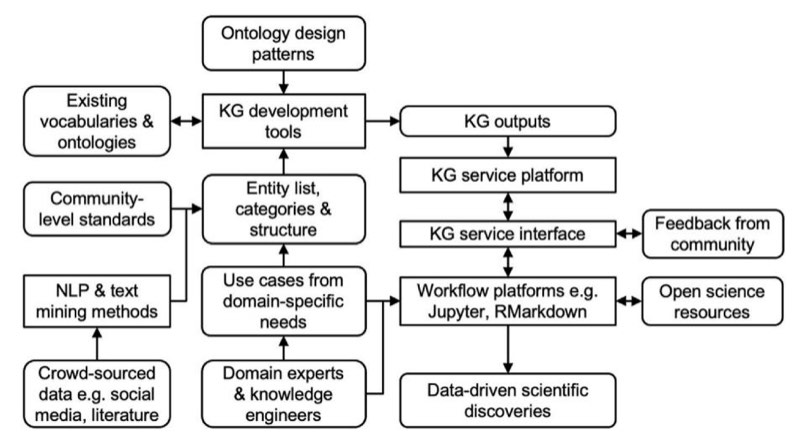 Ontology design
patterns
Existing
vocabularies &
ontologies
KG development
tools
KG outputs
KG service platform
Community-
level standards
Entity list,
categories &
structure
KG service interface
Feedback from
community
NLP & text
mining methods
Use cases from
domain-specific
needs
Workflow platforms e.g.
Jupyter, RMarkdown
Open science
resources
Crowd-sourced
data e.g. social
media, literature
Domain experts
& knowledge
engineers
Data-driven scientific
discoveries